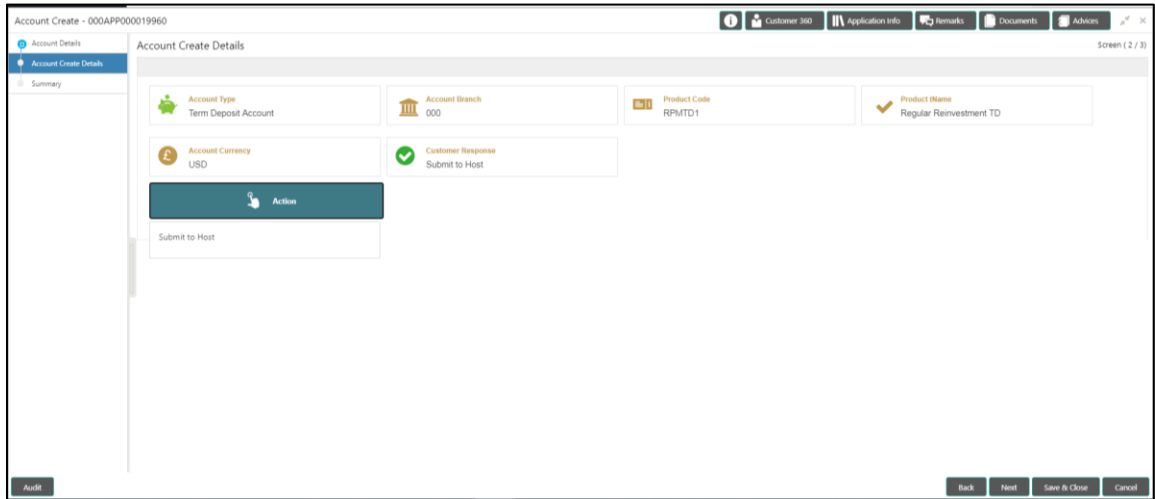 Account Create - 000APP000019960
Customer 360
Application Info
Remarks
Documents
Advices
Account Details
Account Create Details
Summary
Account Create Details
Screen ( 2 / 3)
Account Type
Term Deposit Account
Account Branch
000
Product Code
RPMTD1
Product tName
Regular Reinvestment TD
Account Currency
USD
Customer Response
Submit to Host
Action
Submit to Host
Audit
Back
Next
Save & Close
Cancel